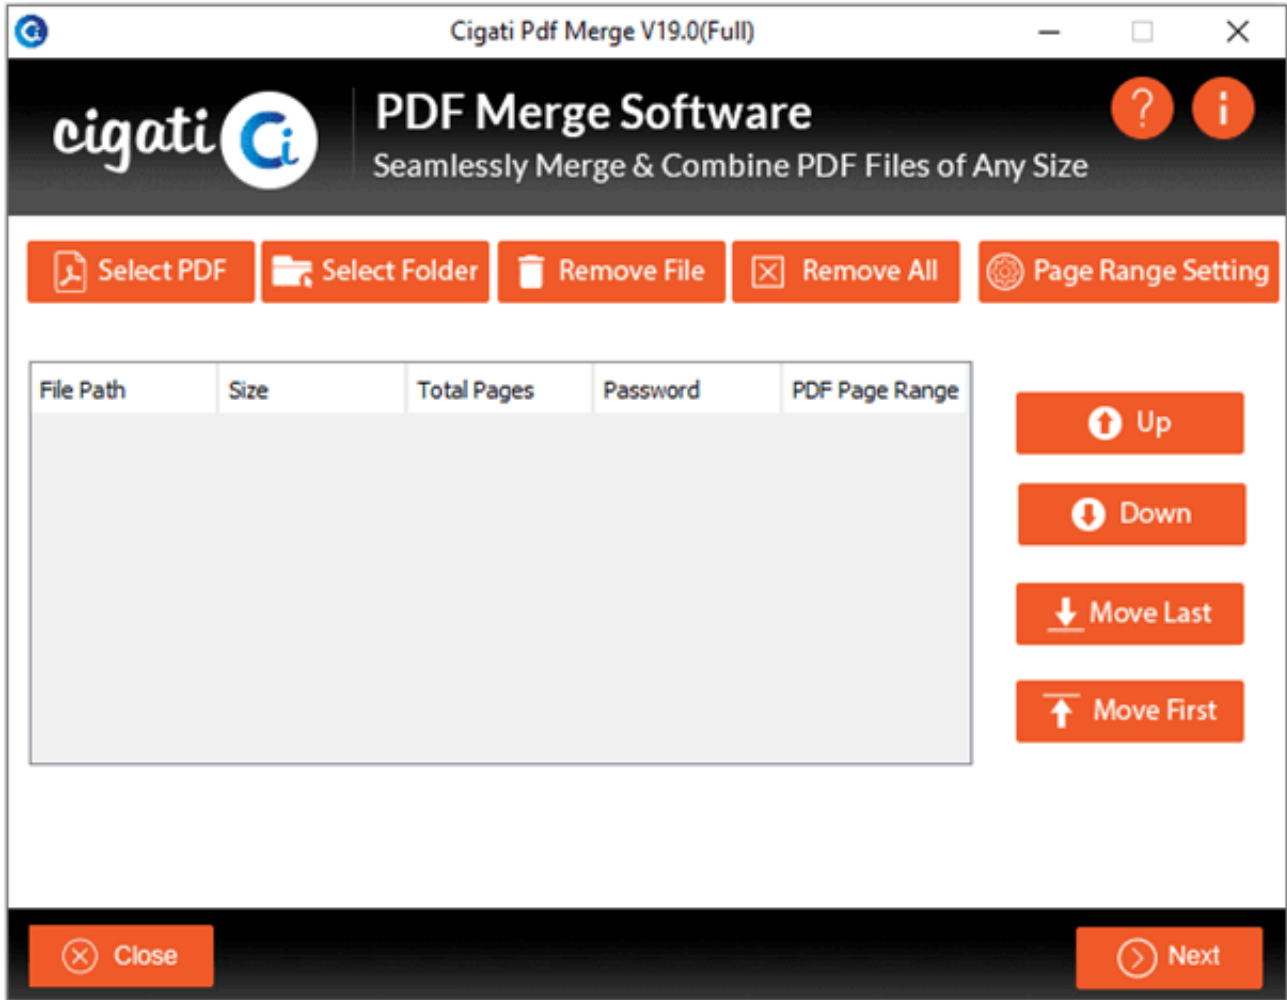 Cigati Pdf Merge V19.0(Full)
cigati Ci
PDF Merge Software
Seamlessly Merge & Combine PDF Files of Any Size
? i
Select PDF Select Folder Remove File Remove All Page Range Setting
File Path Size Total Pages Password PDF Page Range
Up
Down
Move Last
Move First
Close Next